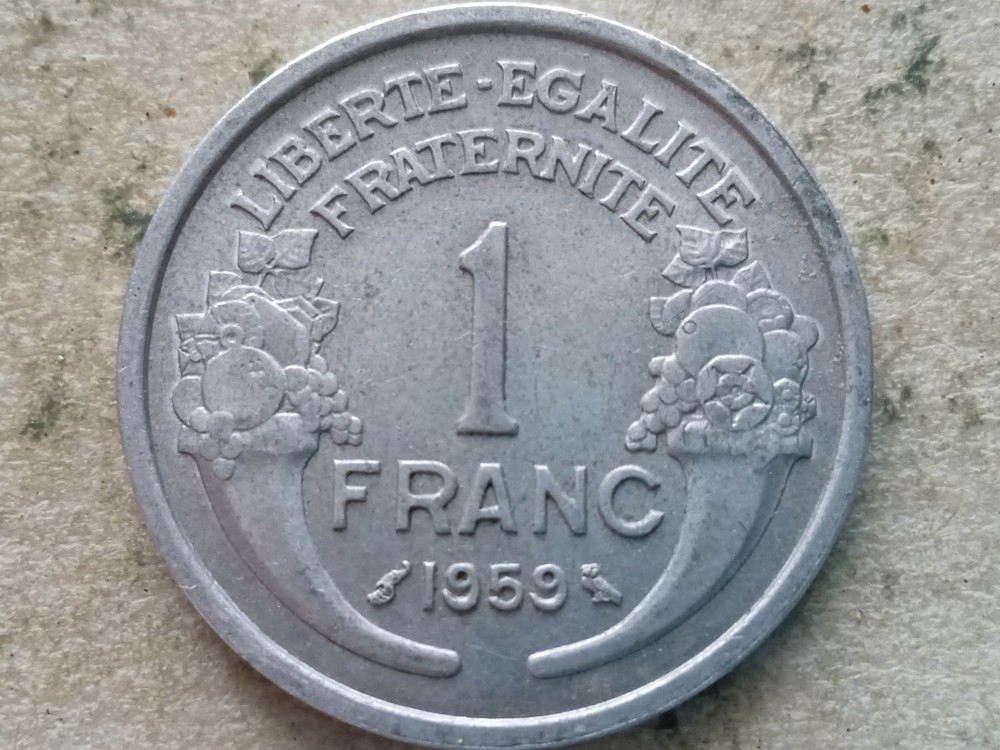 LIBERTE-EGALITE
FRATERNITE
1
FRANC
1959